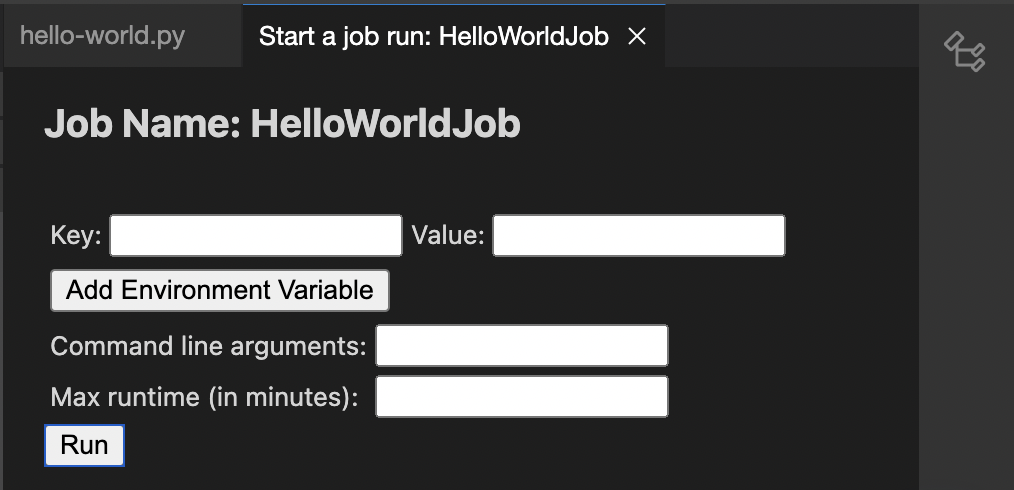 hello-world.py Start a job run: HelloWorldJob
Job Name: HelloWorldJob
Key: Value:
Add Environment Variable
Command line arguments:
Max runtime (in minutes):
Run